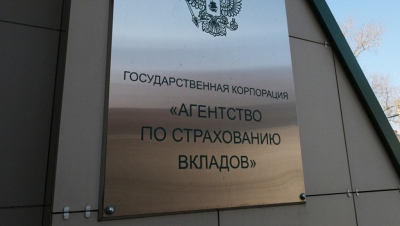 ГОСУДАРСТВЕННАЯ КОРПОРАЦИЯ
«АГЕНТСТВО
ПО СТРАХОВАНИЮ
ВКЛАДОВ»